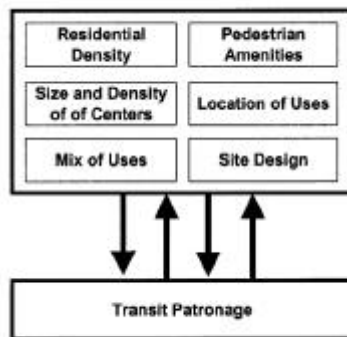 Residential
Density
Pedestrian
Amenities
Size and Density
of of Centers
Location of Uses
Mix of Uses
Site Design
Transit Patronage